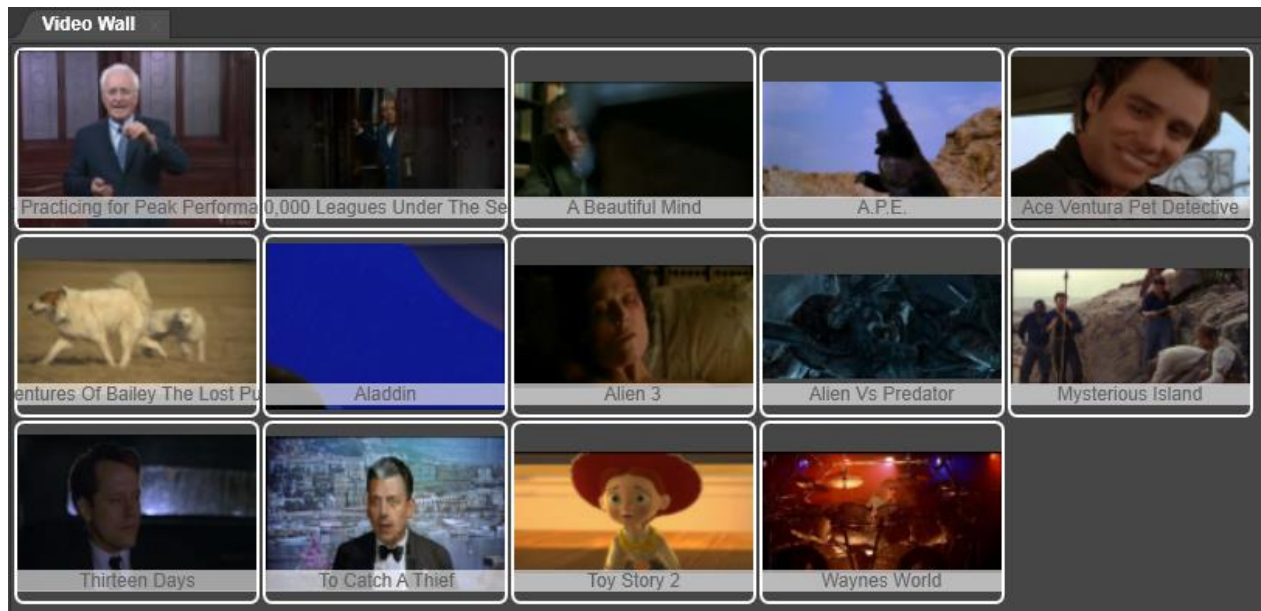 Video Wall
Practicing for Peak Performa
0,000 Leagues Under The Se
A Beautiful Mind
A.P.E.
Ace Ventura Pet Detective
entures Of Bailey The Lost Pu
Aladdin
Alien 3
Alien Vs Predator
Mysterious Island
Thirteen Days
To Catch A Thief
Toy Story 2
Waynes World